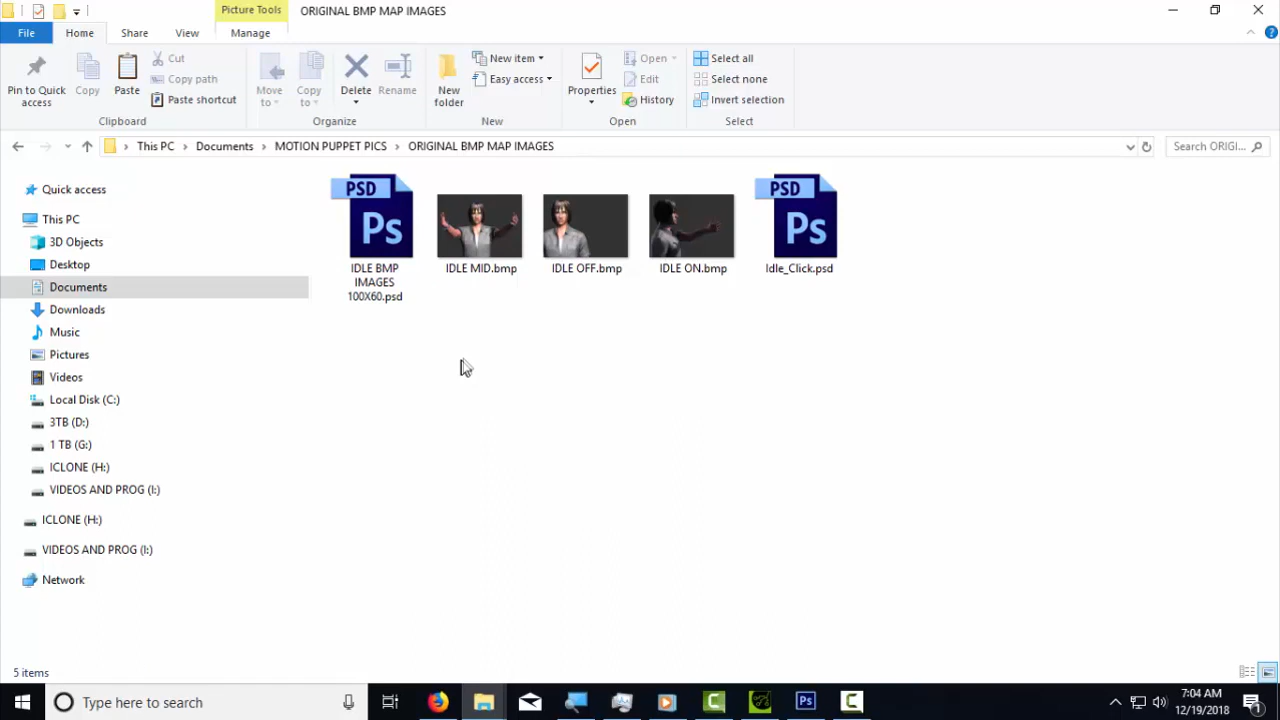 Picture Tools
ORIGINAL BMP MAP IMAGES
File
Home
Share
View
Manage
Pin to Quick access
Copy
Paste
Cut
Copy path
Paste shortcut
Clipboard
Move to
Copy to
Delete
Rename
Organize
New folder
New item
Easy access
New
Properties
Open
Edit
History
Open
Select all
Select none
Invert selection
Select
This PC
Documents
MOTION PUPPET PICS
ORIGINAL BMP MAP IMAGES
Search ORIGI...
Quick access
This PC
3D Objects
Desktop
Documents
Downloads
Music
Pictures
Videos
Local Disk (C:)
3TB (D:)
1 TB (G:)
ICLONE (H:)
VIDEOS AND PROG (I:)
ICLONE (H:)
VIDEOS AND PROG (I:)
Network
PSD
Ps
IDLE BMP
IMAGES
100X60.psd
IDLE MID.bmp
IDLE OFF.bmp
IDLE ON.bmp
PSD
Ps
Idle_Click.psd
5 items
Type here to search
Ps
7:04 AM
12/19/2018
1